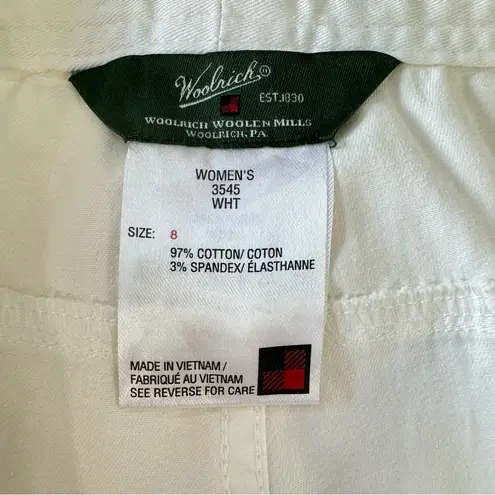 Woolrich®
EST.1830
WOOLRICH WOOLEN MILLS
WOOLRICH, PA
WOMEN'S
3545
WHT
SIZE: 8
97% COTTON/ COTON
3% SPANDEX/ ÉLASTHANNE
MADE IN VIETNAM /
FABRIQUÉ AU VIETNAM
SEE REVERSE FOR CARE